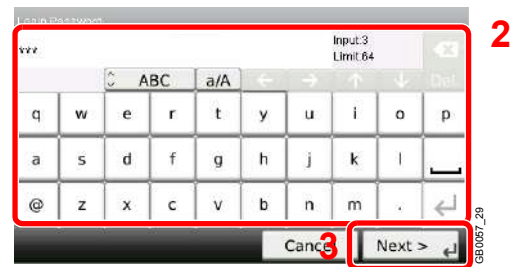 Login Password
***
Input:3
Limit:64
2
ABC a/A ← → ↑ ↓ Del.
q w e r t y u i o p
a s d f g h j k l
@ z x c v b n m .
3
Cancel Next >
GB0057_29